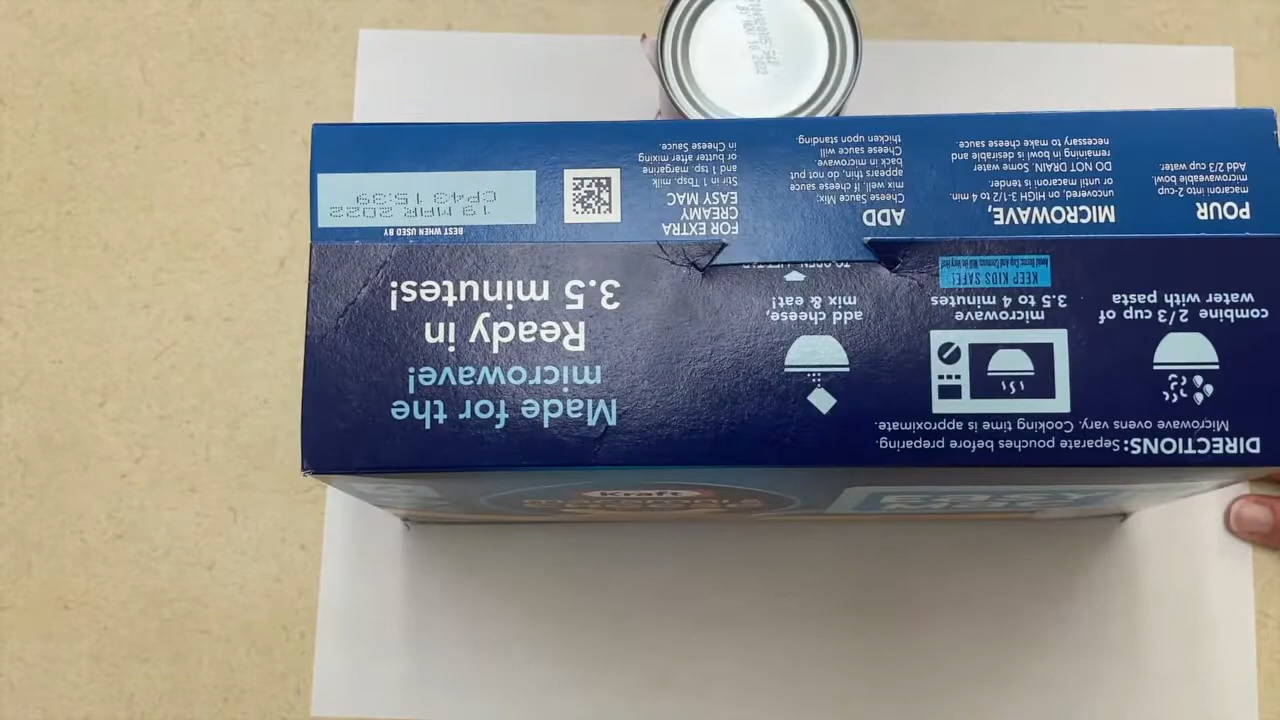 DIRECTIONS: Separate pouches before preparing.
Microwave ovens vary. Cooking time is approximate.
combine 2/3 cup of
water with pasta
microwave
3.5 to 4 minutes
KEEP KIDS SAFE!
add cheese,
mix & eat!
Made for the
microwave!
Ready in
3.5 minutes!
POUR
macaroni into 2-cup
microwaveable bowl.
Add 2/3 cup water.
MICROWAVE,
uncovered, on HIGH 3-1/2 to 4 min.
or until macaroni is tender.
DO NOT DRAIN. Some water
remaining in bowl is desirable and
necessary to make cheese sauce.
ADD
Cheese Sauce Mix;
mix well. If cheese sauce
appears thin, do not put
back in microwave.
Cheese sauce will
thicken upon standing.
FOR EXTRA
CREAMY
EASY MAC
Stir in 1 Tbsp. milk
and 1 tsp. margarine
or butter after mixing
in Cheese Sauce.
BEST WHEN USED BY
19 MAR 2022
CP43 15:39
Kraft